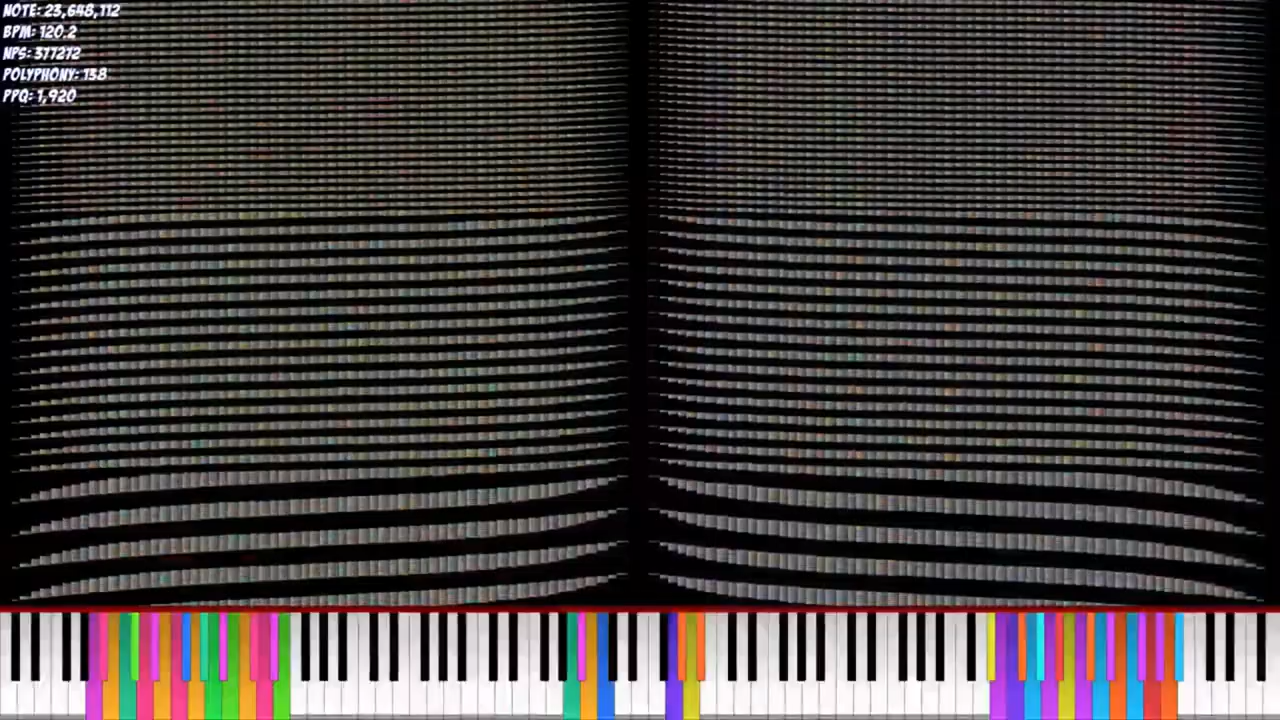 NOTE: 23,648,112
BPM: 120.2
NPS: 377272
POLYPHONY: 138
PPQ: 1,920